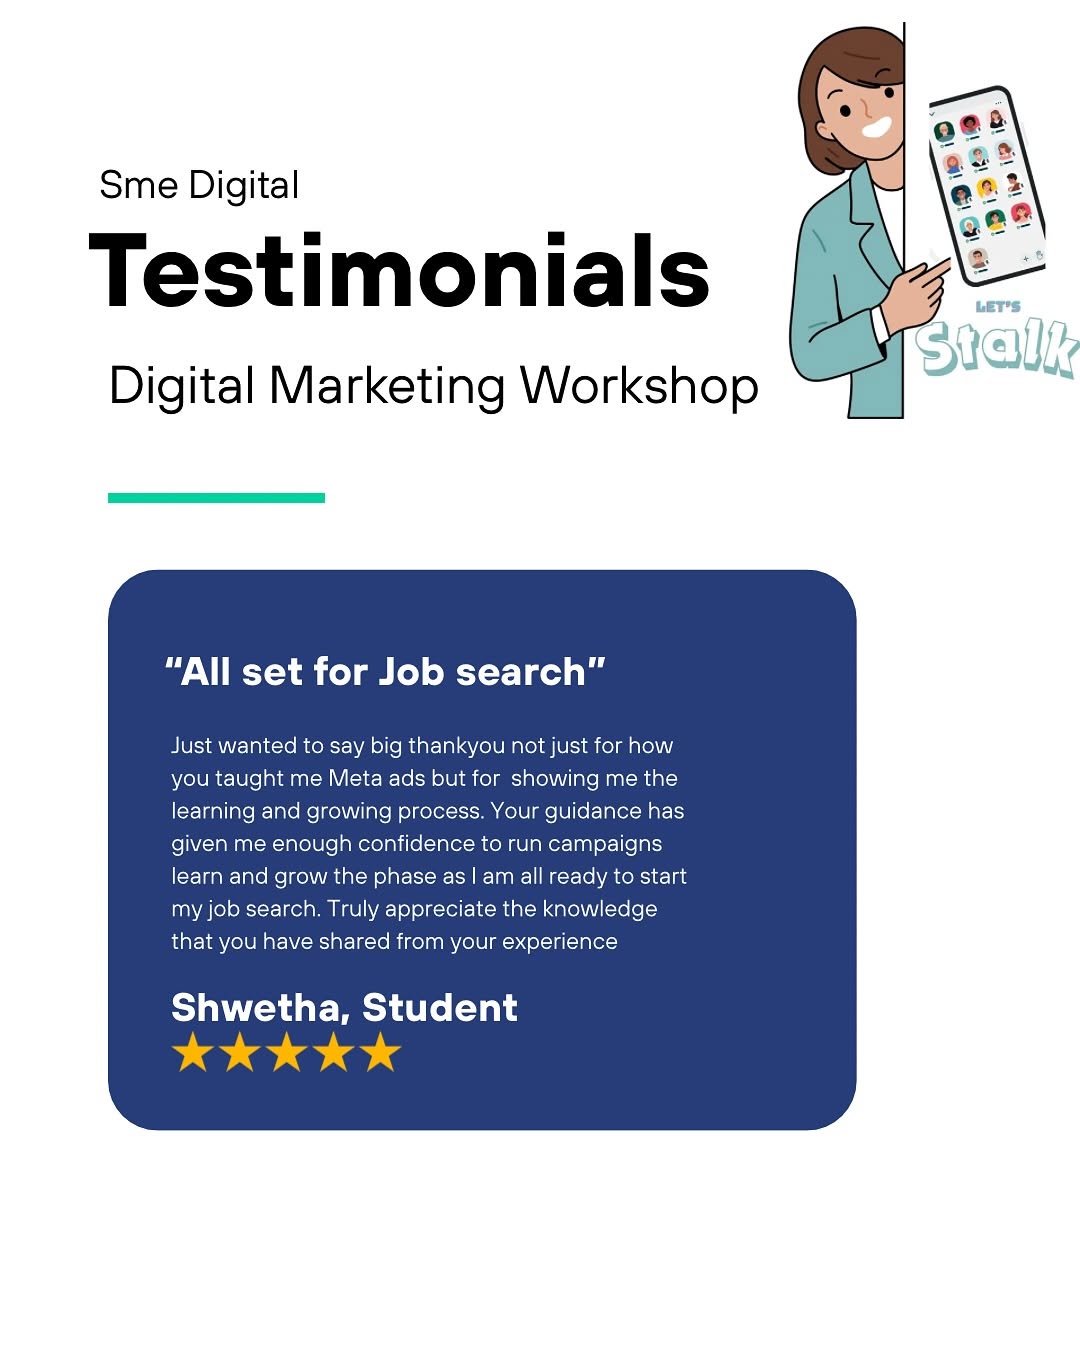 Sme Digital
Testimonials
Digital Marketing Workshop
LET'S
Stalk
“All set for Job search”
Just wanted to say big thankyou not just for how
you taught me Meta ads but for  showing me the
learning and growing process. Your guidance has
given me enough confidence to run campaigns
learn and grow the phase as I am all ready to start
my job search. Truly appreciate the knowledge
that you have shared from your experience
Shwetha, Student